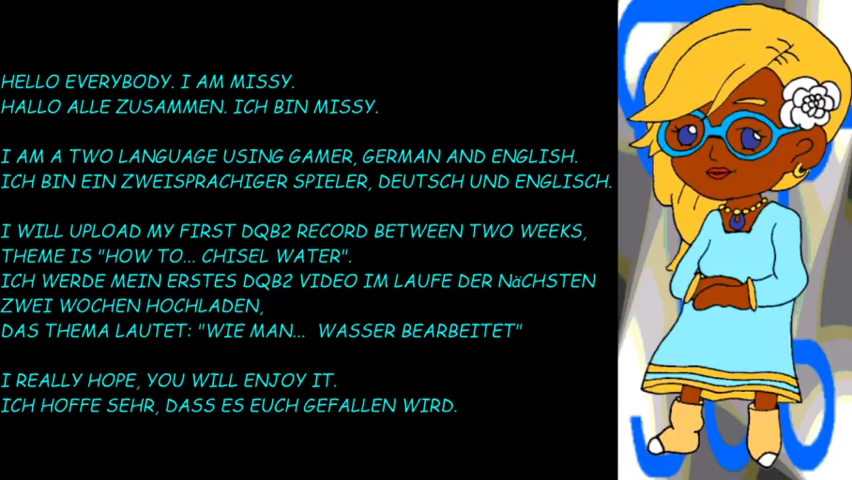 HELLO EVERYBODY. I AM MISSY.
HALLO ALLE ZUSAMMEN. ICH BIN MISSY.
I AM A TWO LANGUAGE USING GAMER, GERMAN AND ENGLISH.
ICH BIN EIN ZWEISPRACHIGER SPIELER, DEUTSCH UND ENGLISCH.
I WILL UPLOAD MY FIRST DQB2 RECORD BETWEEN TWO WEEKS,
THEME IS "HOW TO... CHISEL WATER".
ICH WERDE MEIN ERSTES DQB2 VIDEO IM LAUFE DER NäCHSTEN
ZWEI WOCHEN HOCHLADEN,
DAS THEMA LAUTET: "WIE MAN... WASSER BEARBEITET"
I REALLY HOPE, YOU WILL ENJOY IT.
ICH HOFFE SEHR, DASS ES EUCH GEFALLEN WIRD.